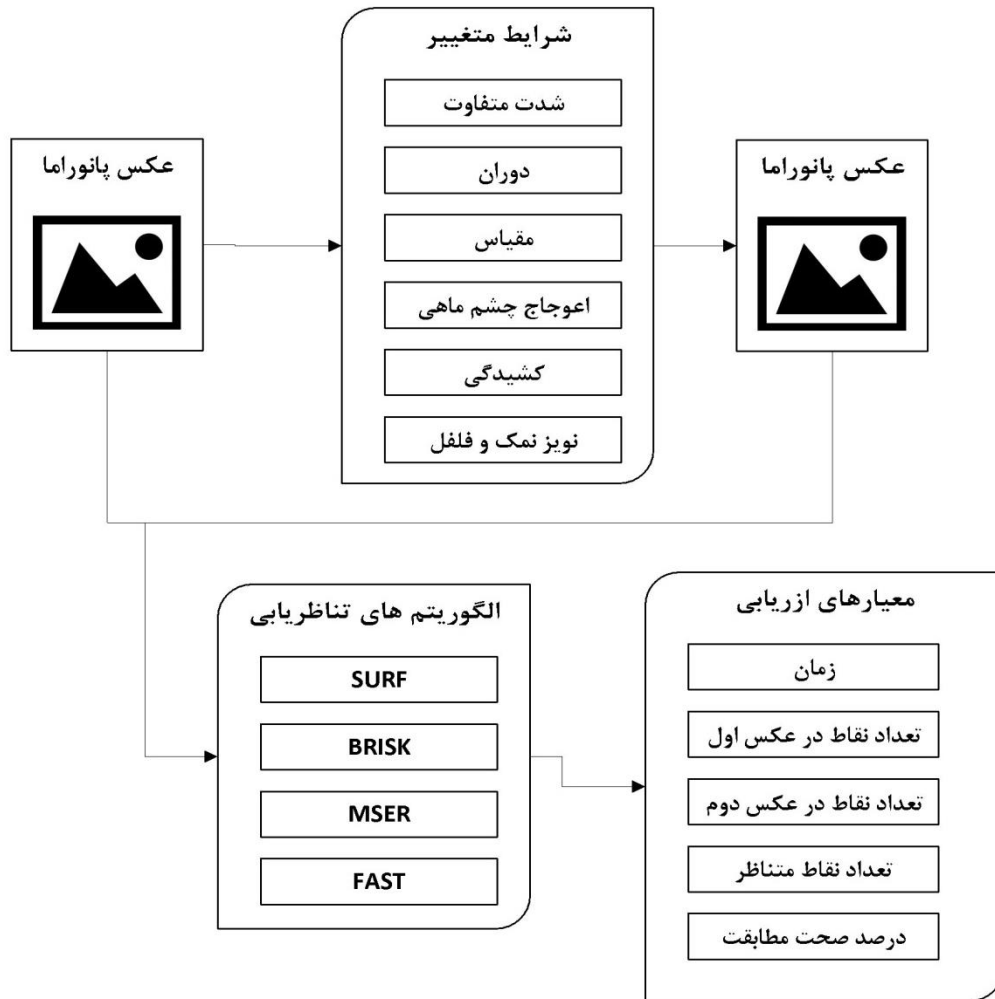 شرایط متغییر
شدت متفاوت
دوران
مقیاس
اعوجاج چشم ماهی
کشیدگی
نویز نمک و فلفل
عکس پانوراما
عکس پانوراما
الگوریتم های تناظریابی
SURF
BRISK
MSER
FAST
معیارهای ازریابی
زمان
تعداد نقاط در عکس اول
تعداد نقاط در عکس دوم
تعداد نقاط متناظر
درصد صحت مطابقت